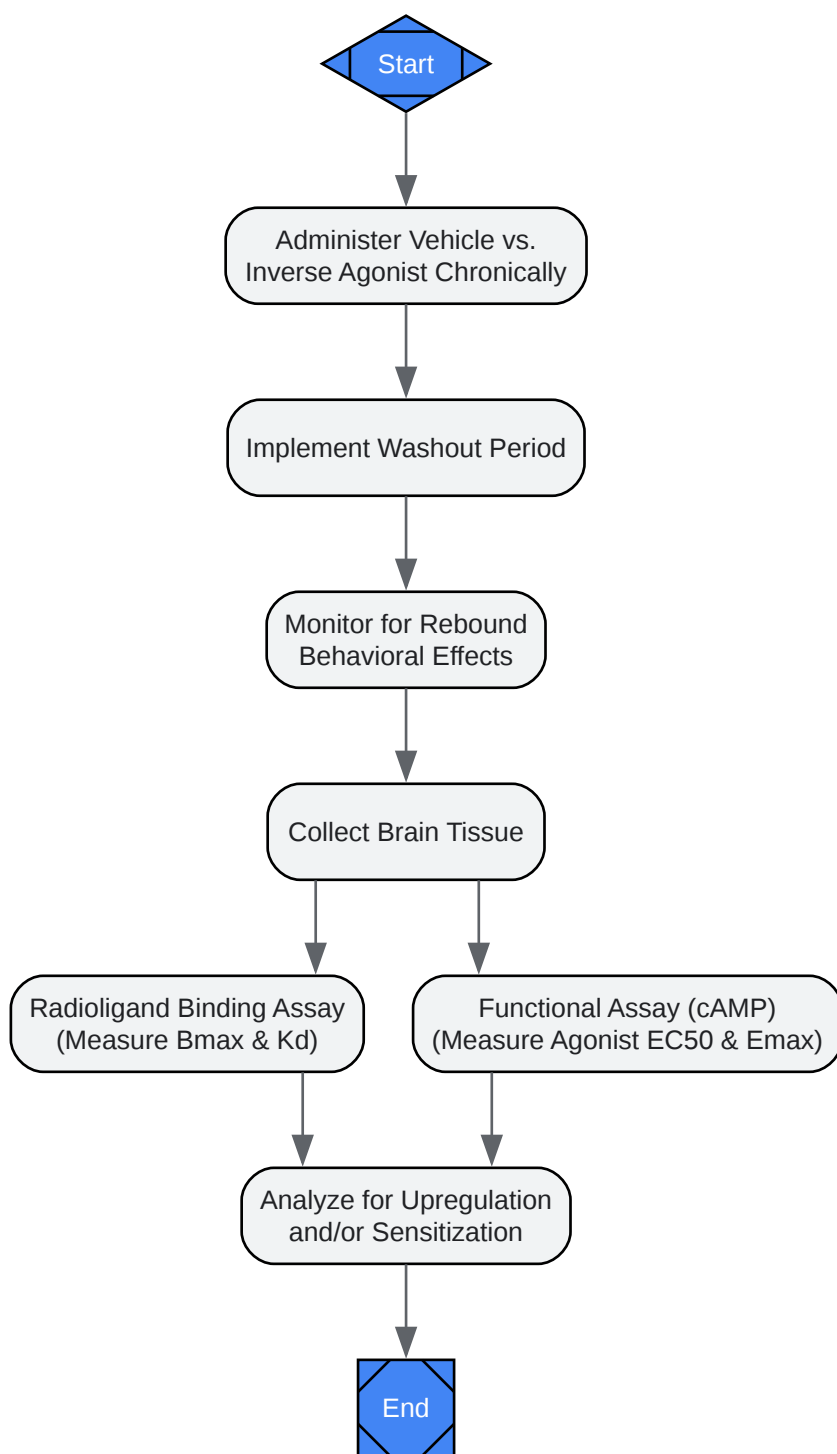 Start
Administer Vehicle vs.
Inverse Agonist Chronically
Implement Washout Period
Monitor for Rebound
Behavioral Effects
Collect Brain Tissue
Radioligand Binding Assay
(Measure Bmax & Kd)
Functional Assay (cAMP)
(Measure Agonist EC50 & Emax)
Analyze for Upregulation
and/or Sensitization
End